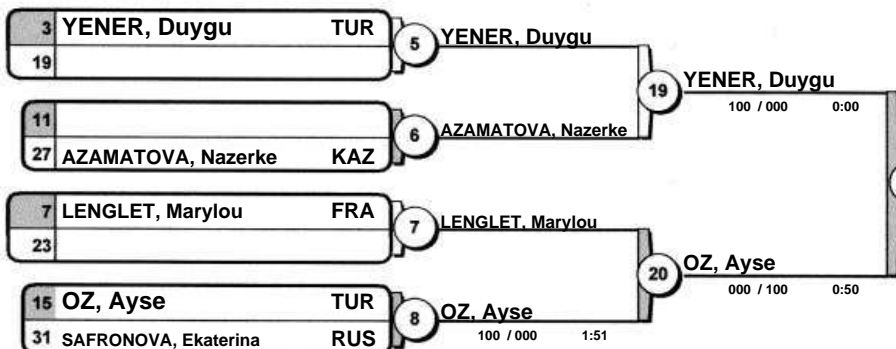 3 YENER, Duygu TUR
19
5
YENER, Duygu
11
27 AZAMATOVA, Nazerke KAZ
6
AZAMATOVA, Nazerke
19
YENER, Duygu
100 / 000 0:00
7 LENGLET, Marylou FRA
23
7
LENGLET, Marylou
15 OZ, Ayse TUR
31 SAFRONOVA, Ekaterina RUS
8
OZ, Ayse
100 / 000 1:51
20
OZ, Ayse
000 / 100 0:50